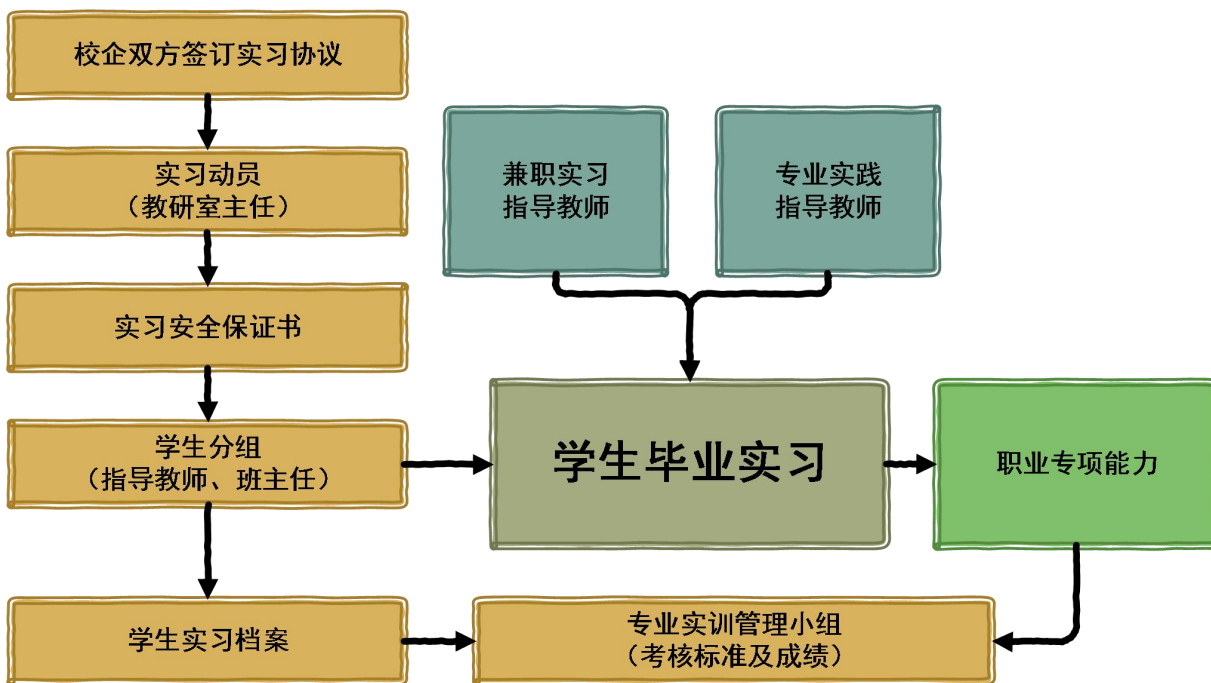 校企双方签订实习协议
实习动员
（教研室主任）
实习安全保证书
学生分组
（指导教师、班主任）
学生实习档案
兼职实习
指导教师
专业实践
指导教师
学生毕业实习
职业专项能力
专业实训管理小组
（考核标准及成绩）